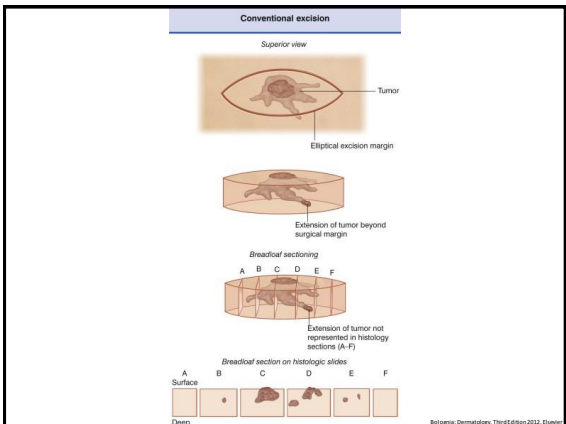 Conventional excision
Superior view
Tumor
Elliptical excision margin
Extension of tumor beyond
surgical margin
Breadloaf sectioning
A B C D E F
Extension of tumor not
represented in histology
sections (A–F)
Breadloaf section on histologic slides
A B C D E F
Surface
Deep
Bolognia: Dermatology, Third Edition 2012, Elsevier